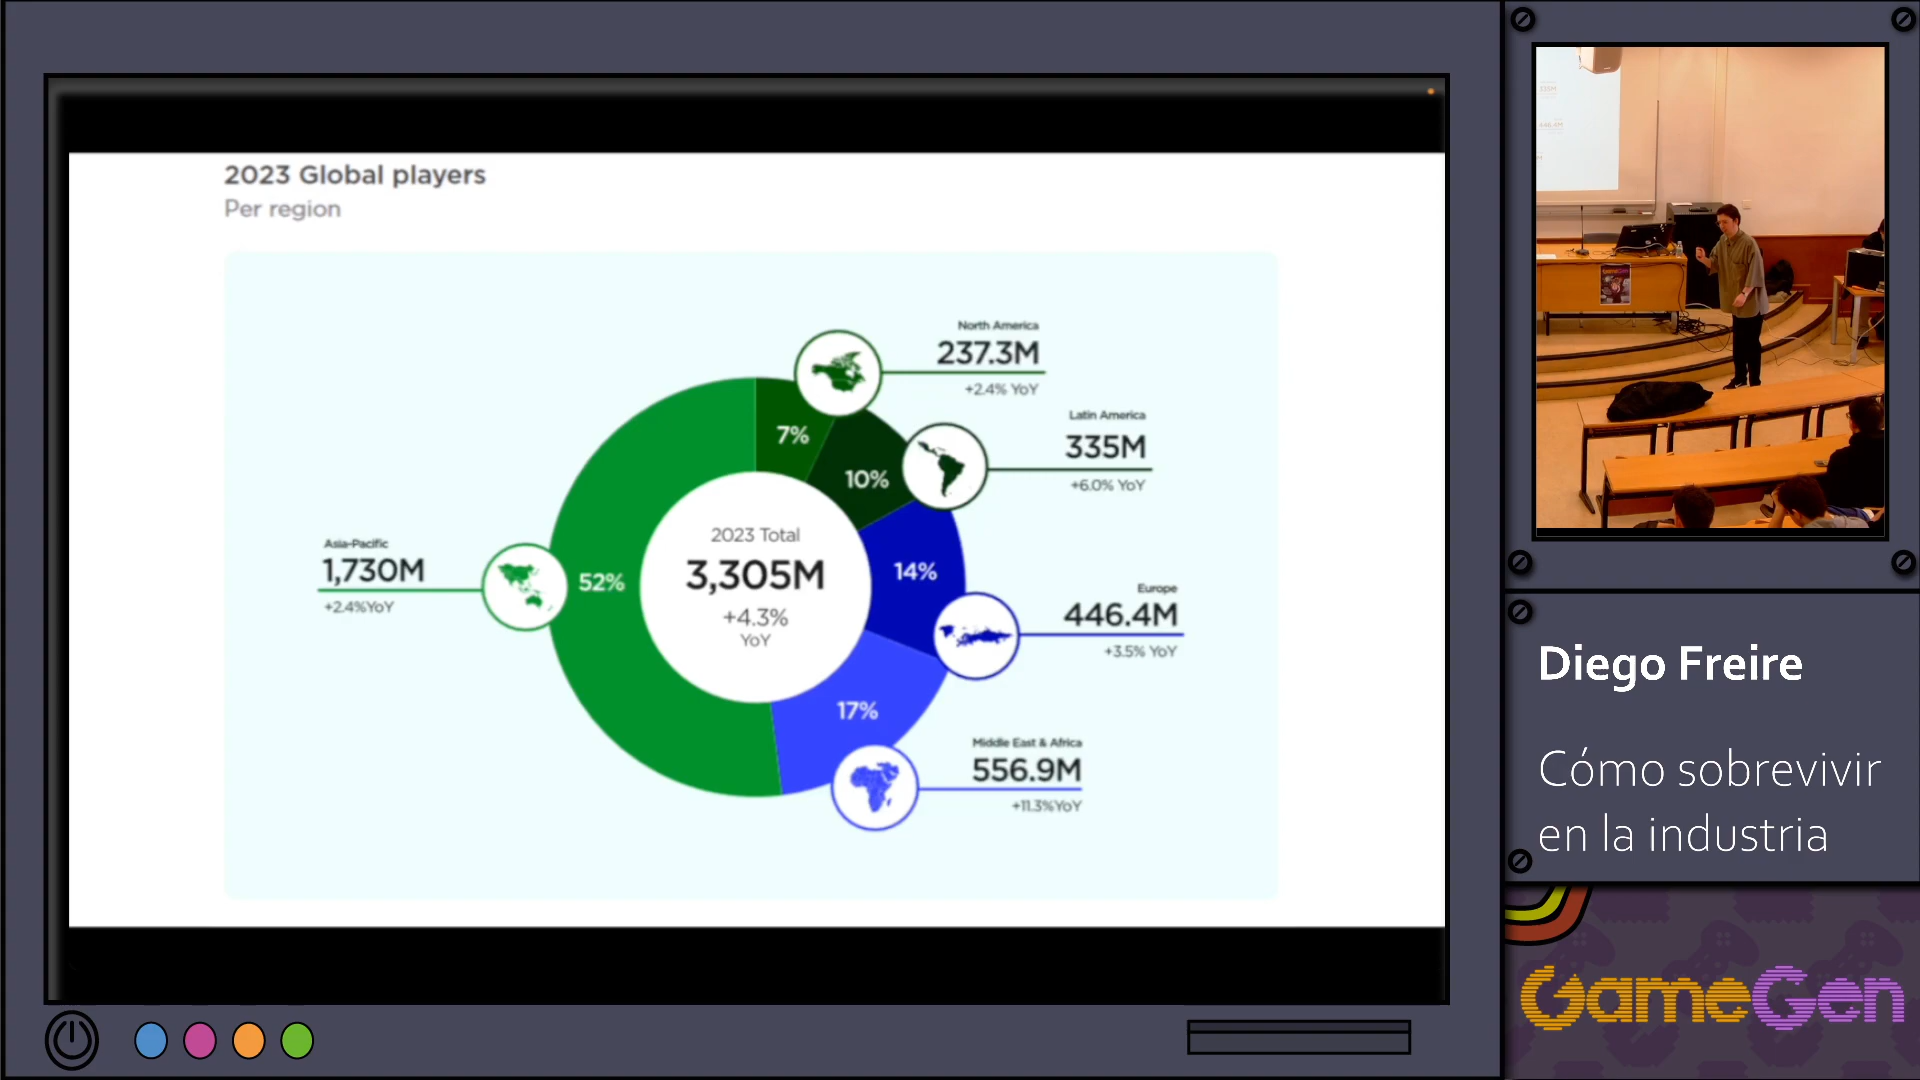 2023 Global players
Per region
North America
237.3M
+2.4% YoY
7%
Latin America
335M
+6.0% YoY
10%
Asia-Pacific
1,730M
+2.4%YoY
52%
2023 Total
3,305M
+4.3%
YoY
14%
Europe
446.4M
+3.5% YoY
17%
Middle East & Africa
556.9M
+11.3%YoY
335M
446.4M
Diego Freire
Cómo sobrevivir
en la industria
GameGen